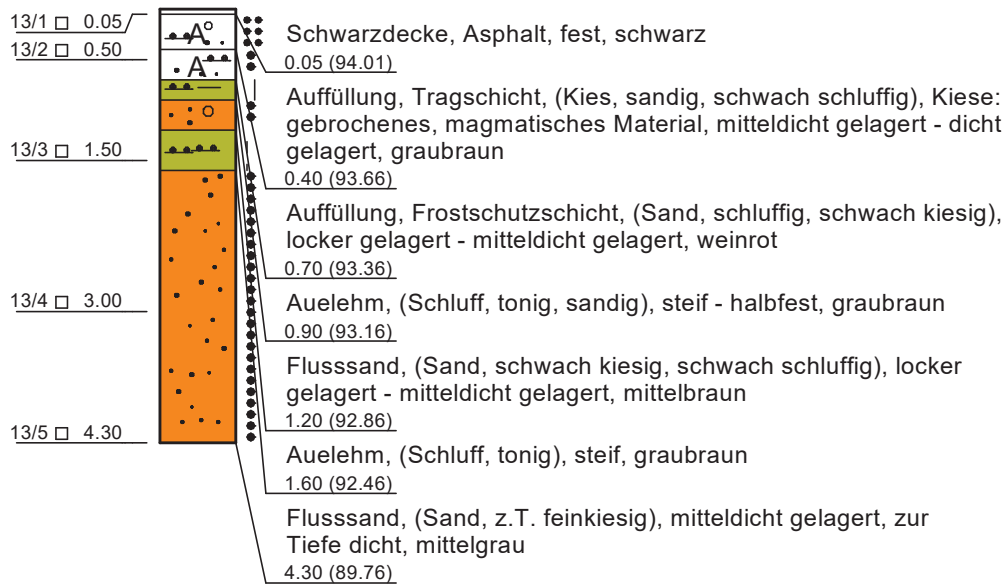 13/1 □ 0.05
13/2 □ 0.50
13/3 □ 1.50
13/4 □ 3.00
13/5 □ 4.30
A
A
Schwarzdecke, Asphalt, fest, schwarz
0.05 (94.01)
Auffüllung, Tragschicht, (Kies, sandig, schwach schluffig), Kiese:
gebrochenes, magmatisches Material, mitteldicht gelagert - dicht
gelagert, graubraun
0.40 (93.66)
Auffüllung, Frostschutzschicht, (Sand, schluffig, schwach kiesig),
locker gelagert - mitteldicht gelagert, weinrot
0.70 (93.36)
Auelehm, (Schluff, tonig, sandig), steif - halbfest, graubraun
0.90 (93.16)
Flusssand, (Sand, schwach kiesig, schwach schluffig), locker
gelagert - mitteldicht gelagert, mittelbraun
1.20 (92.86)
Auelehm, (Schluff, tonig), steif, graubraun
1.60 (92.46)
Flusssand, (Sand, z.T. feinkiesig), mitteldicht gelagert, zur
Tiefe dicht, mittelgrau
4.30 (89.76)